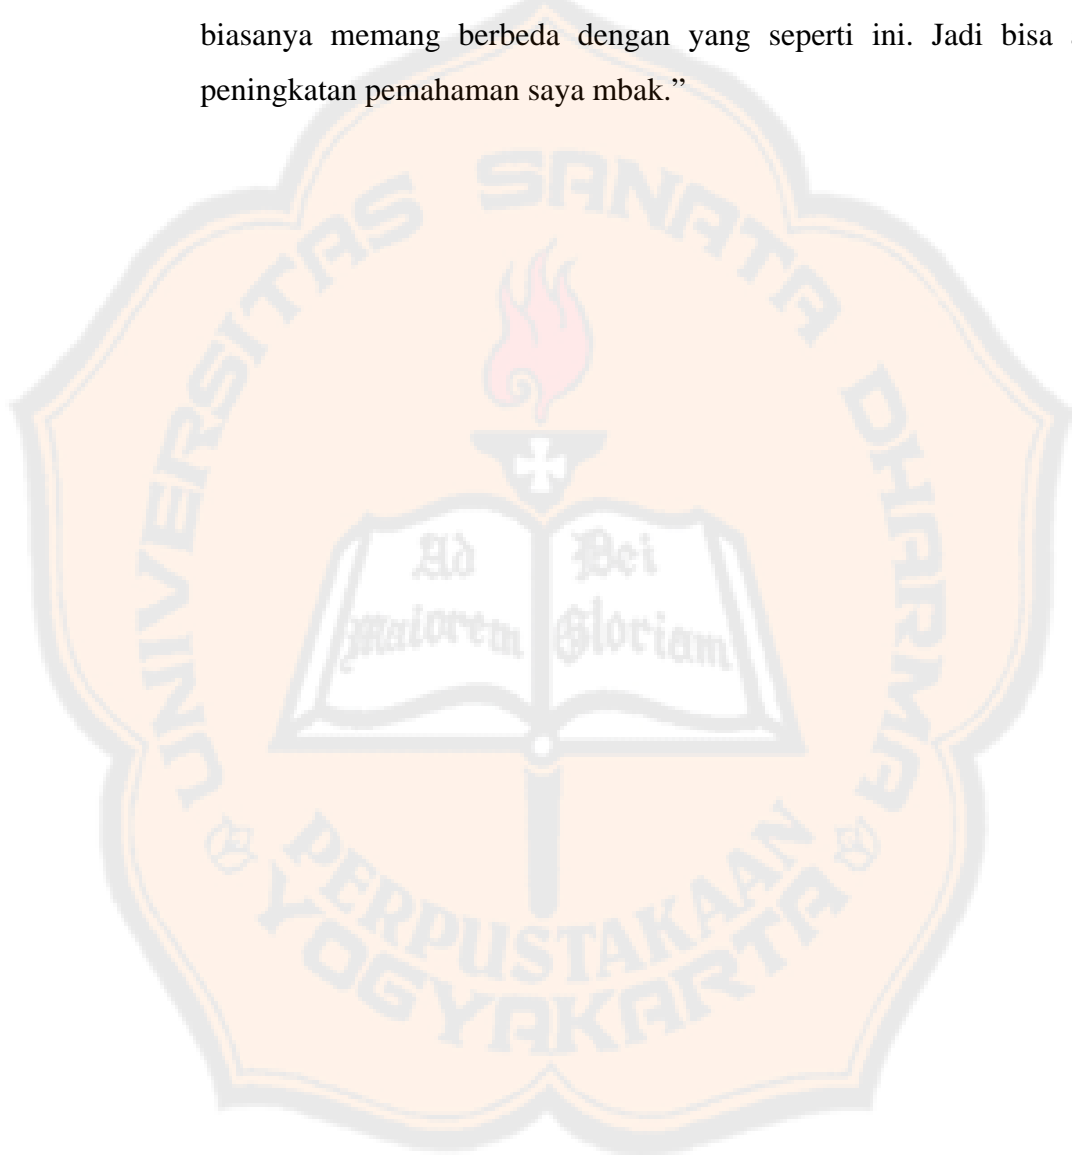 biasanya memang berbeda dengan yang seperti ini. Jadi bisa
peningkatan pemahaman saya mbak.”
UNIVERSITAS SANATA DHARMA
Ad Dei
Maiorem Gloriam
PERPUSTAKAAN
YOGYAKARTA